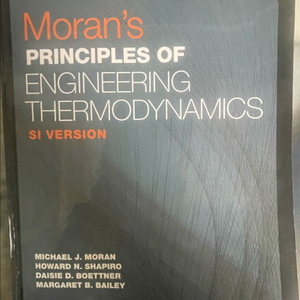 Moran's
PRINCIPLES OF
ENGINEERING
THERMODYNAMICS
SI VERSION
MICHAEL J. MORAN
HOWARD N. SHAPIRO
DAISIE D. BOETTNER
MARGARET B. BAILEY